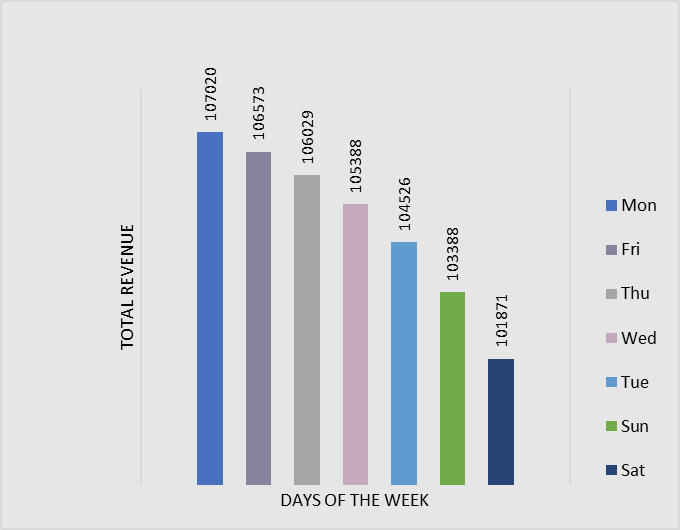 107020
106573
106029
105388
104526
103388
101871
TOTAL REVENUE
DAYS OF THE WEEK
Mon
Fri
Thu
Wed
Tue
Sun
Sat